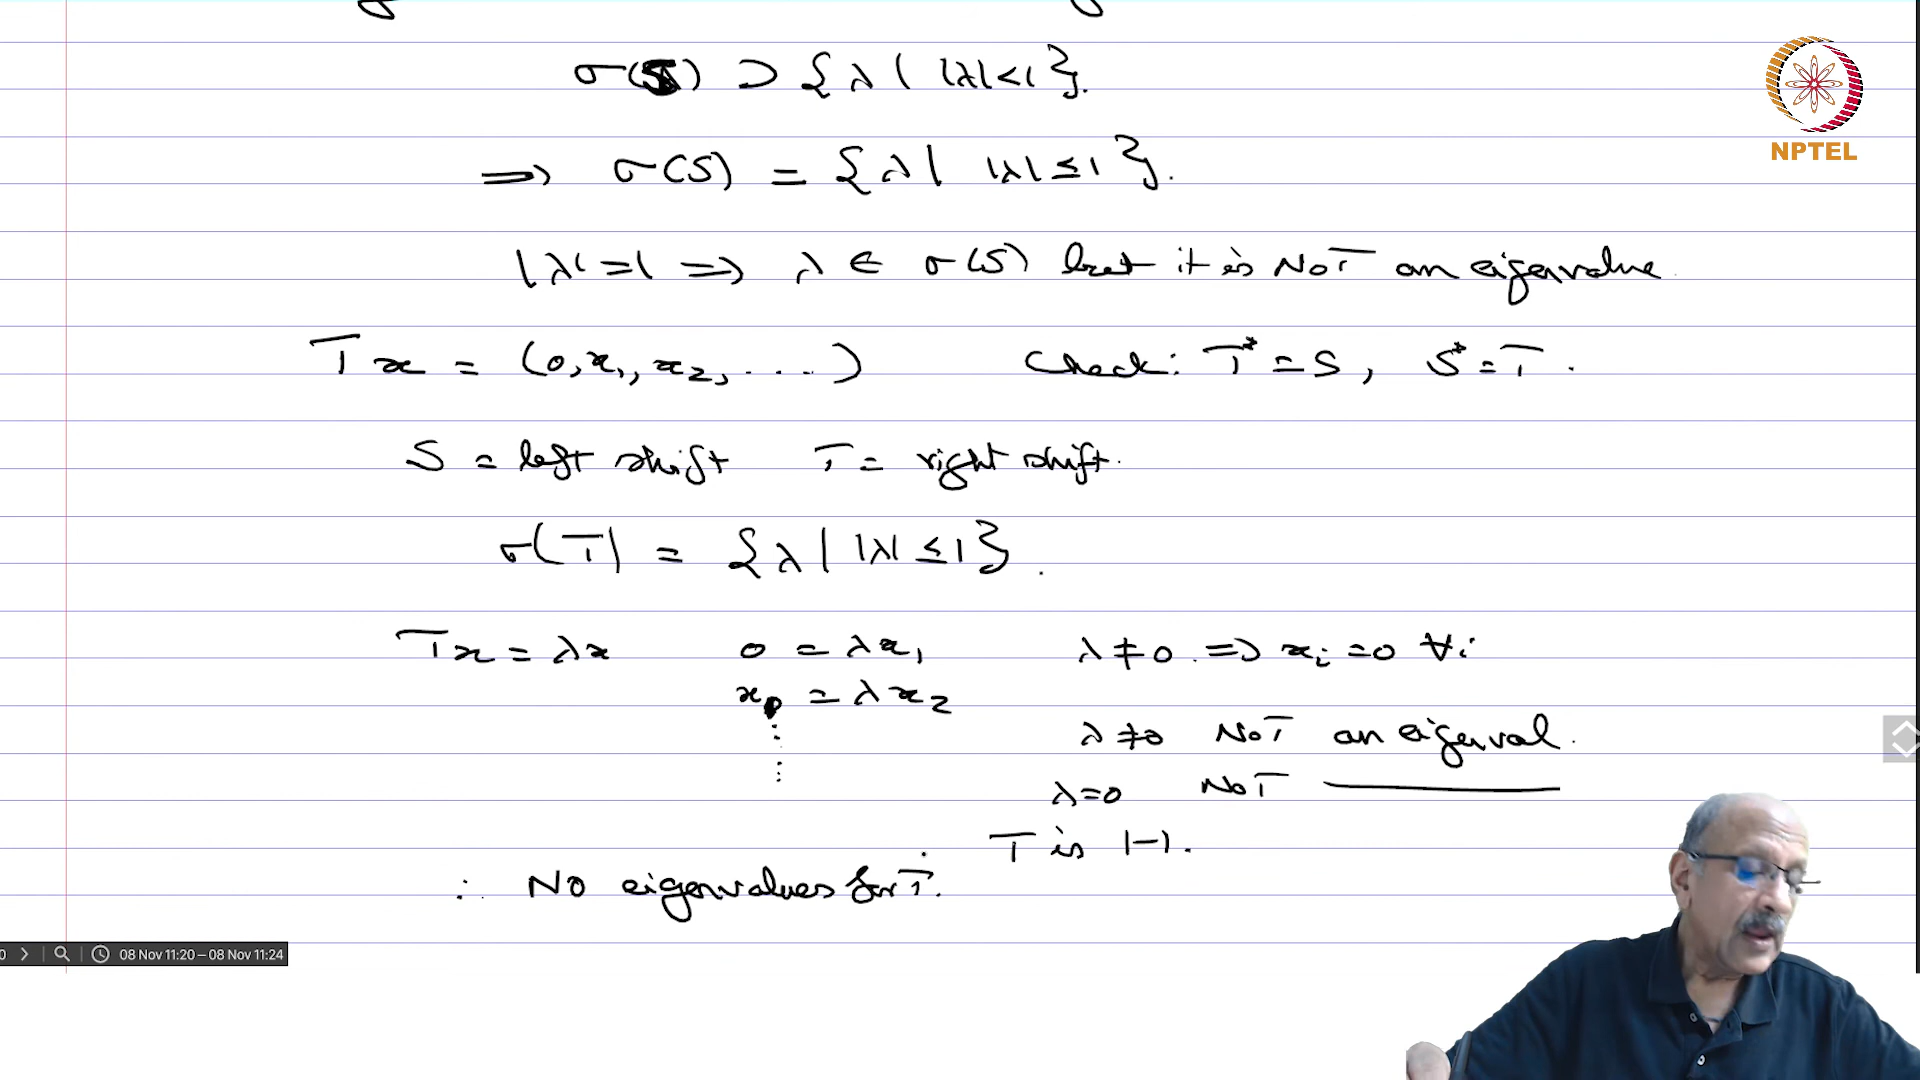 σ(S) ⊃ {λ | |λ|<1}.
NPTEL
⇒ σ(S) = {λ | |λ|≤1}.
|λ|=1 ⇒ λ ∈ σ(S) but it is NOT an eigenvalue.
Tx = (0, x₁, x₂, ....) Check: T* = S, S* = T.
S = left shift T = right shift.
σ(T) = {λ | |λ|≤1}.
Tx = λx 0 = λx₁ λ≠0 ⇒ xᵢ=0 ∀i
x₁ = λx₂
λ≠0 NOT an eigenval.
λ=0 NOT ———
T is 1-1.
∴ No eigenvalues for T.
08 Nov 11:20 – 08 Nov 11:24